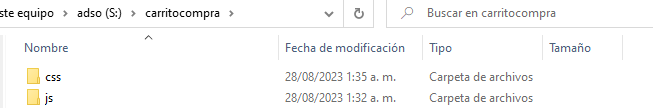 ste equipo > adso (S:) > carritocompra >
Buscar en carritocompra
Nombre Fecha de modificación Tipo Tamaño
css 28/08/2023 1:35 a. m. Carpeta de archivos
js 28/08/2023 1:32 a. m. Carpeta de archivos